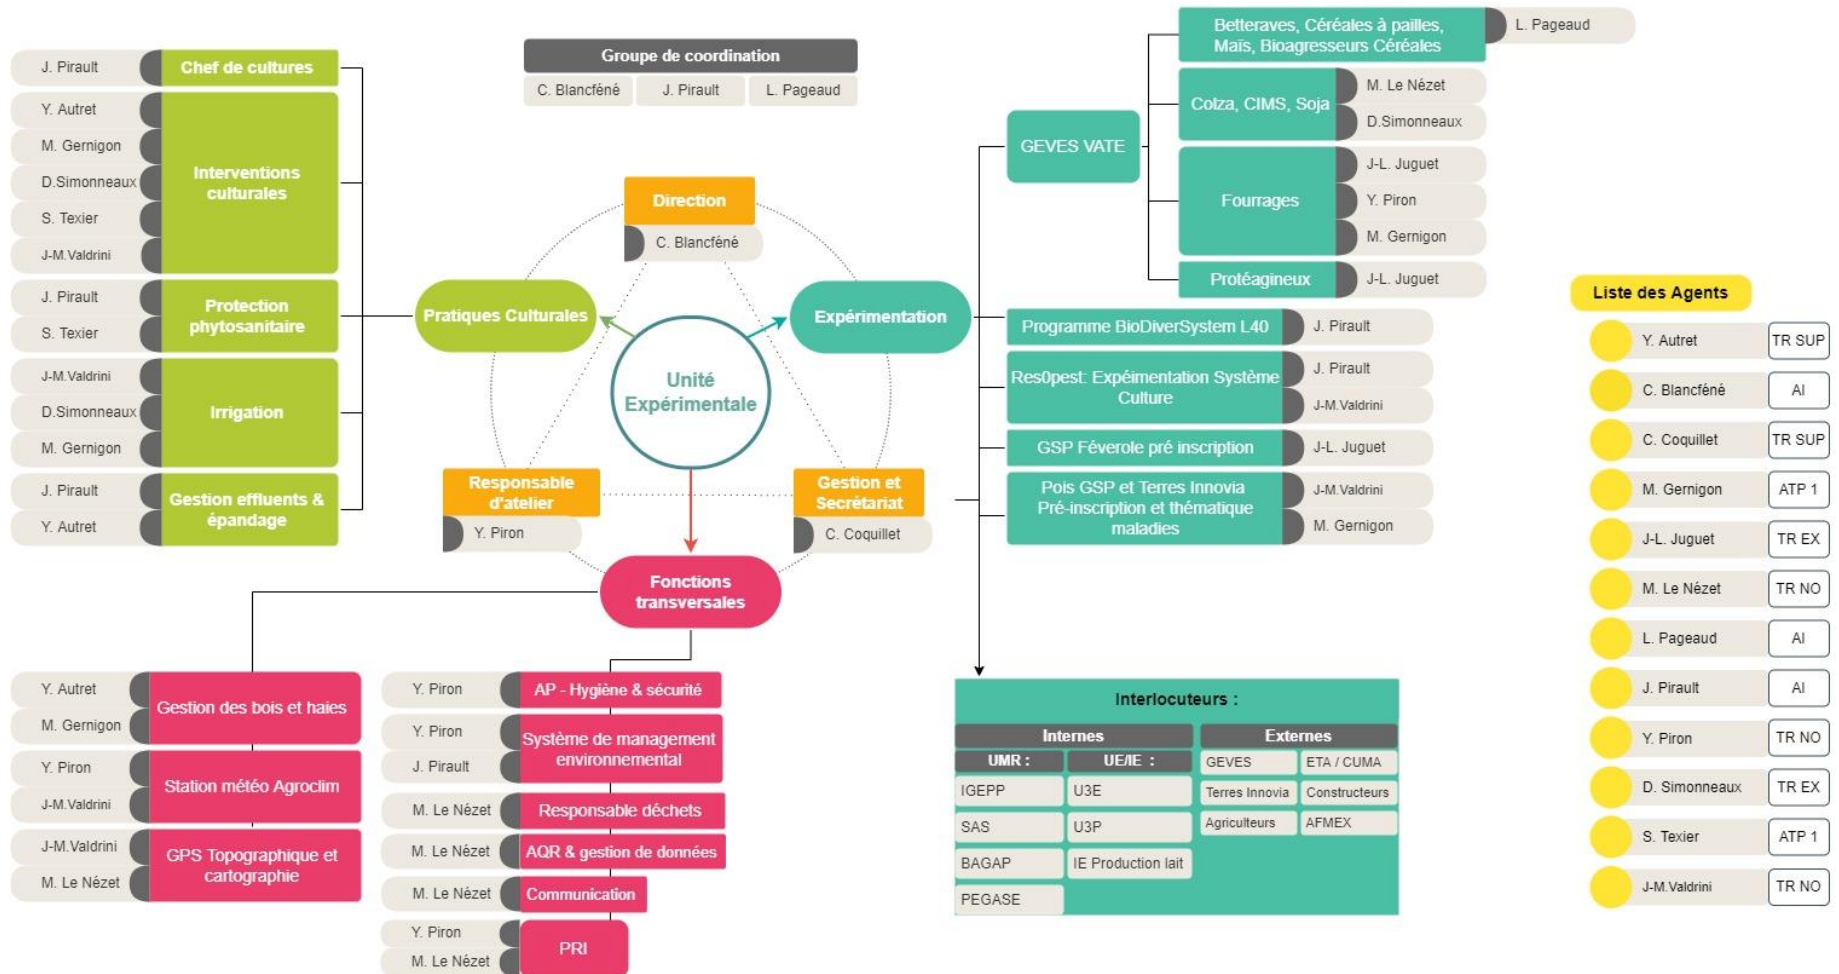 Groupe de coordination
C. Blancféné
J. Pirault
L. Pageaud
Direction
C. Blancféné
Unité
Expérimentale
Responsable
d'atelier
Y. Piron
Gestion et
Secrétariat
C. Coquillet
Pratiques Culturales
J. Pirault
Chef de cultures
Y. Autret
M. Gernigon
D.Simonneaux
S. Texier
J-M.Valdrini
Interventions
culturales
J. Pirault
S. Texier
Protection
phytosanitaire
J-M.Valdrini
D.Simonneaux
M. Gernigon
Irrigation
J. Pirault
Y. Autret
Gestion effluents &
épandage
Expérimentation
GEVES VATE
Betteraves, Céréales à pailles,
Maïs, Bioagresseurs Céréales
L. Pageaud
Colza, CIMS, Soja
M. Le Nézet
D.Simonneaux
Fourrages
J-L. Juguet
Y. Piron
M. Gernigon
Protéagineux
J-L. Juguet
Programme BioDiverSystem L40
J. Pirault
Res0pest: Expéimentation Système
Culture
J. Pirault
J-M.Valdrini
GSP Féverole pré inscription
J-L. Juguet
Pois GSP et Terres Innovia
Pré-inscription et thématique
maladies
J-M.Valdrini
M. Gernigon
Fonctions
transversales
Y. Autret
M. Gernigon
Gestion des bois et haies
Y. Piron
J-M.Valdrini
Station météo Agroclim
J-M.Valdrini
M. Le Nézet
GPS Topographique et
cartographie
Y. Piron
AP - Hygiène & sécurité
Y. Piron
J. Pirault
Système de management
environnemental
M. Le Nézet
Responsable déchets
M. Le Nézet
AQR & gestion de données
M. Le Nézet
Communication
Y. Piron
M. Le Nézet
PRI
Interlocuteurs :
Internes
UMR :
IGEPP
SAS
BAGAP
PEGASE
UE/IE :
U3E
U3P
IE Production lait
Externes
GEVES
ETA / CUMA
Terres Innovia
Constructeurs
Agriculteurs
AFMEX
Liste des Agents
Y. Autret TR SUP
C. Blancféné AI
C. Coquillet TR SUP
M. Gernigon ATP 1
J-L. Juguet TR EX
M. Le Nézet TR NO
L. Pageaud AI
J. Pirault AI
Y. Piron TR NO
D. Simonneaux TR EX
S. Texier ATP 1
J-M.Valdrini TR NO